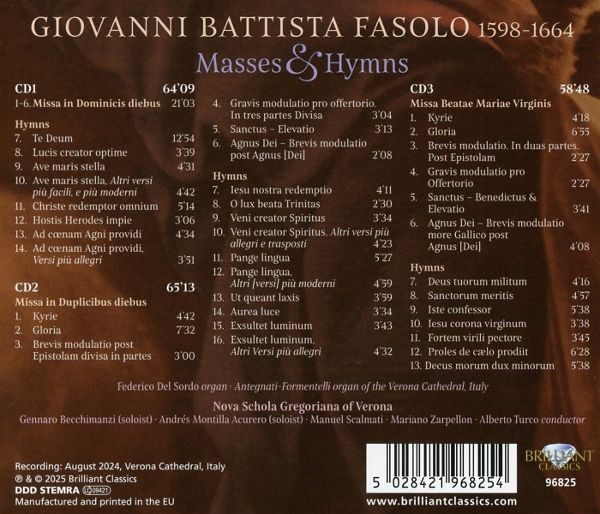 GIOVANNI BATTISTA FASOLO 1598-1664
Masses & Hymns
CD1 64'09
1-6. Missa in Dominicis diebus 21'03
Hymns
7. Te Deum 12'54
8. Lucis creator optime 3'39
9. Ave maris stella 4'31
10. Ave maris stella, Altri versi
più facili, e più moderni 4'42
11. Christe redemptor omnium 5'14
12. Hostis Herodes impie 3'06
13. Ad cœnam Agni providi 4'34
14. Ad cœnam Agni providi,
Versi più allegri 3'51
CD2 65'13
Missa in Duplicibus diebus
1. Kyrie 4'42
2. Gloria 7'32
3. Brevis modulatio post
Epistolam divisa in partes 3'00
4. Gravis modulatio pro offertorio.
In tres partes Divisa 3'04
5. Sanctus – Elevatio 3'13
6. Agnus Dei – Brevis modulatio
post Agnus [Dei] 2'08
Hymns
7. Iesu nostra redemptio 4'11
8. O lux beata Trinitas 2'30
9. Veni creator Spiritus 3'34
10. Veni creator Spiritus, Altri versi più
allegri e trasposti 4'23
11. Pange lingua 5'27
12. Pange lingua,
Altri [versi] più moderni 4'59
13. Ut queant laxis 3'59
14. Aurea luce 3'34
15. Exsultet luminum 3'43
16. Exsultet luminum,
Altri Versi più allegri 4'32
CD3 58'48
Missa Beatae Mariae Virginis
1. Kyrie 4'18
2. Gloria 6'55
3. Brevis modulatio. In duas partes.
Post Epistolam 2'27
4. Gravis modulatio pro
Offertorio 2'27
5. Sanctus – Benedictus &
Elevatio 3'41
6. Agnus Dei – Brevis modulatio
more Gallico post
Agnus [Dei] 4'08
Hymns
7. Deus tuorum militum 4'16
8. Sanctorum meritis 4'57
9. Iste confessor 5'38
10. Iesu corona virginum 3'38
11. Fortem virili pectore 3'45
12. Proles de cælo prodiit 6'28
13. Decus morum dux minorum 5'38
Federico Del Sordo organ · Antegnati-Formentelli organ of the Verona Cathedral, Italy
Nova Schola Gregoriana of Verona
Gennaro Becchimanzi (soloist) · Andrés Montilla Acurero (soloist) · Manuel Scalmati · Mariano Zarpellon · Alberto Turco conductor
Recording: August 2024, Verona Cathedral, Italy
℗ & © 2025 Brilliant Classics
DDD STEMRA LC09421
Manufactured and printed in the EU
5 028421 968254
www.brilliantclassics.com
BRILLIANT
CLASSICS
96825